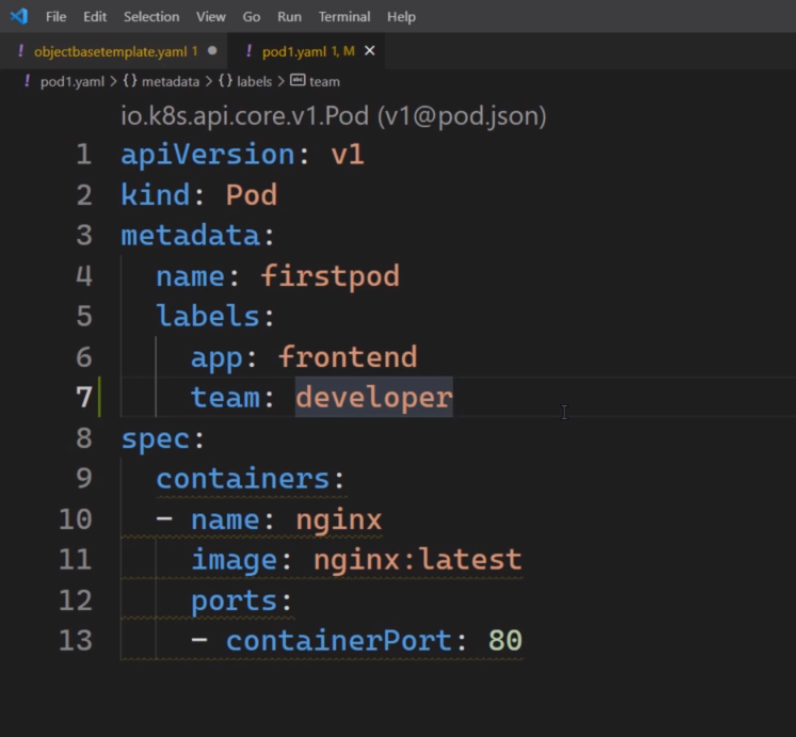 File Edit Selection View Go Run Terminal Help
! objectbasetemplate.yaml 1 ! pod1.yaml 1, M
! pod1.yaml > {} metadata > {} labels > abc team
io.k8s.api.core.v1.Pod (v1@pod.json)
1 apiVersion: v1
2 kind: Pod
3 metadata:
4 name: firstpod
5 labels:
6 app: frontend
7 team: developer
8 spec:
9 containers:
10 - name: nginx
11 image: nginx:latest
12 ports:
13 - containerPort: 80